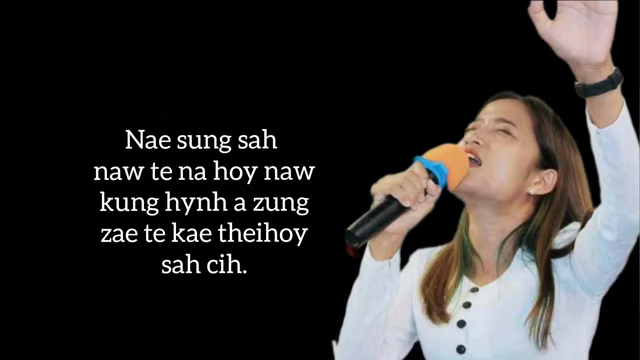 Nae sung sah
naw te na hoy naw
kung hynh a zung
zae te kae theihoy
sah cih.